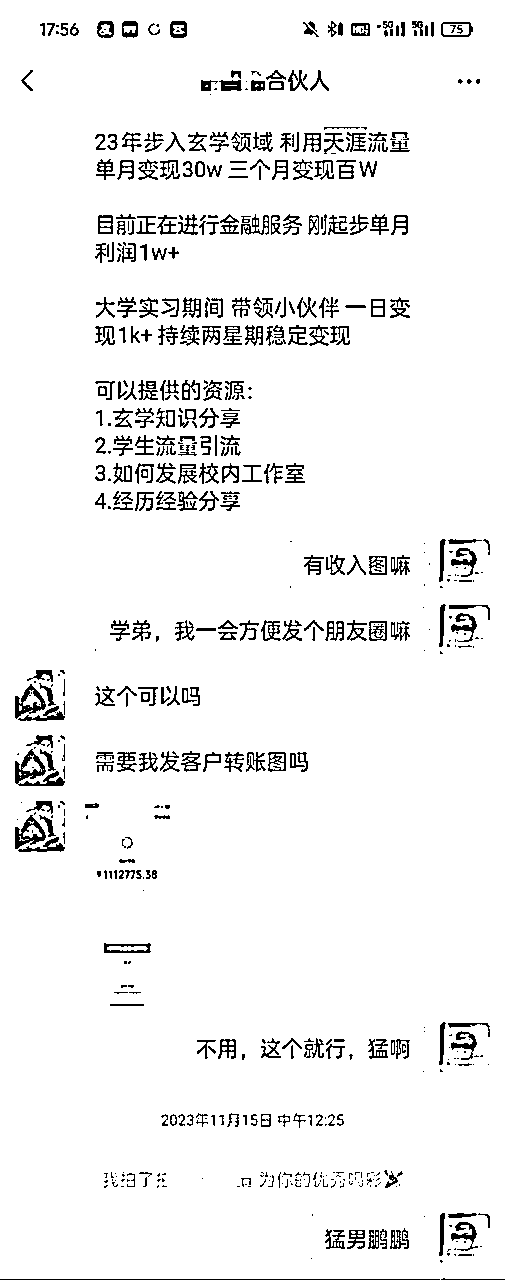 17:56
75
合伙人
23年步入玄学领域 利用天涯流量
单月变现30w 三个月变现百W
目前正在进行金融服务 刚起步单月
利润1w+
大学实习期间 带领小伙伴 一日变
现1k+ 持续两星期稳定变现
可以提供的资源：
1.玄学知识分享
2.学生流量引流
3.如何发展校内工作室
4.经历经验分享
有收入图嘛
学弟，我一会方便发个朋友圈嘛
这个可以吗
需要我发客户转账图吗
¥1112775.38
不用，这个就行，猛啊
2023年11月15日 中午12:25
我拍了拍 为你的优秀喝彩
猛男鹏鹏